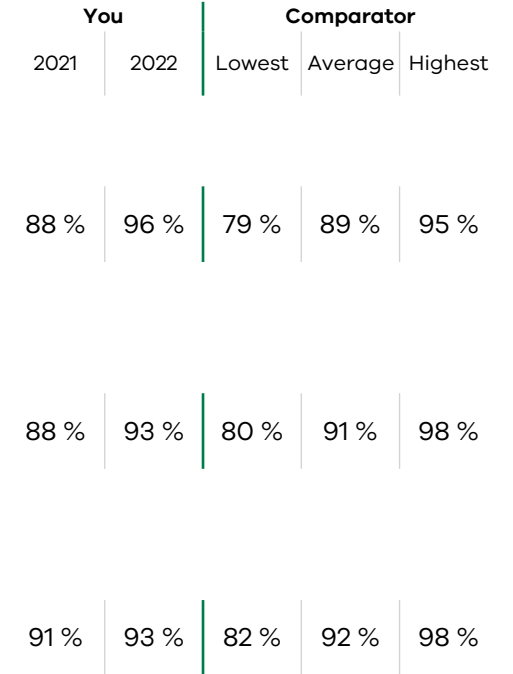 You Comparator
2021 2022 Lowest Average Highest
88 % 96 % 79 % 89 % 95 %
88 % 93 % 80 % 91 % 98 %
91 % 93 % 82 % 92 % 98 %